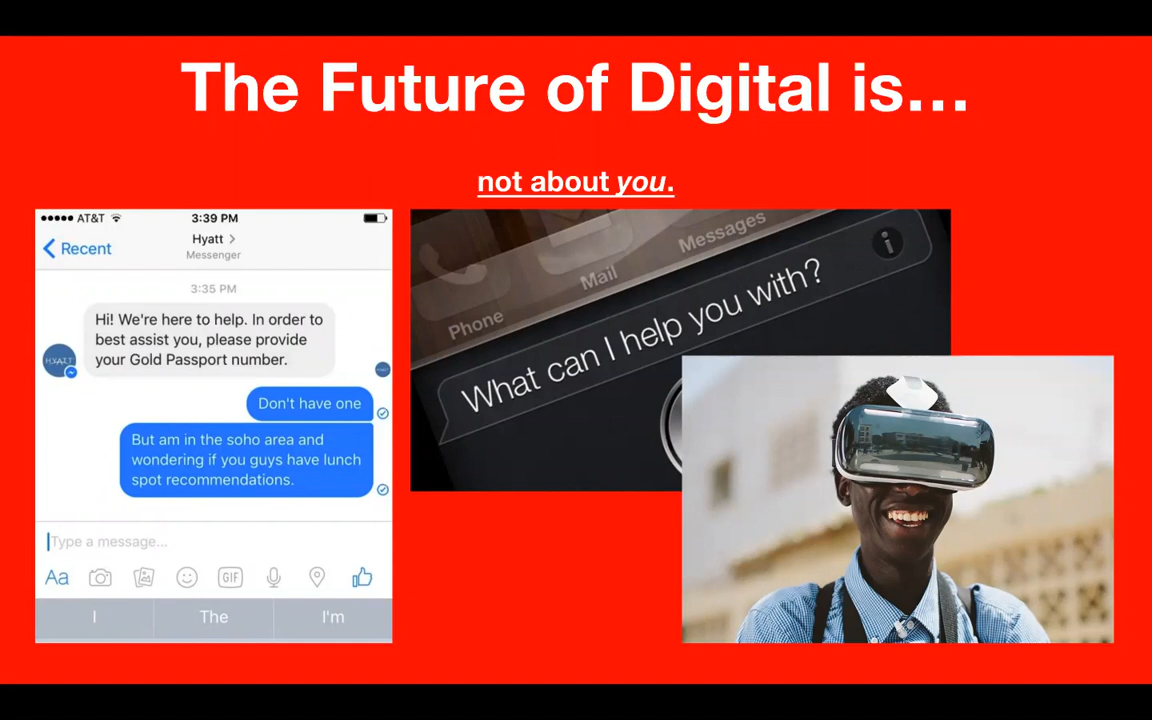 The Future of Digital is…
not about you.
AT&T
3:39 PM
Recent
Hyatt
Messenger
3:35 PM
Hi! We're here to help. In order to
best assist you, please provide
your Gold Passport number.
HYATT
Don't have one
But am in the soho area and
wondering if you guys have lunch
spot recommendations.
Type a message...
Aa
GIF
I
The
I'm
Phone
Mail
Messages
What can I help you with?
i